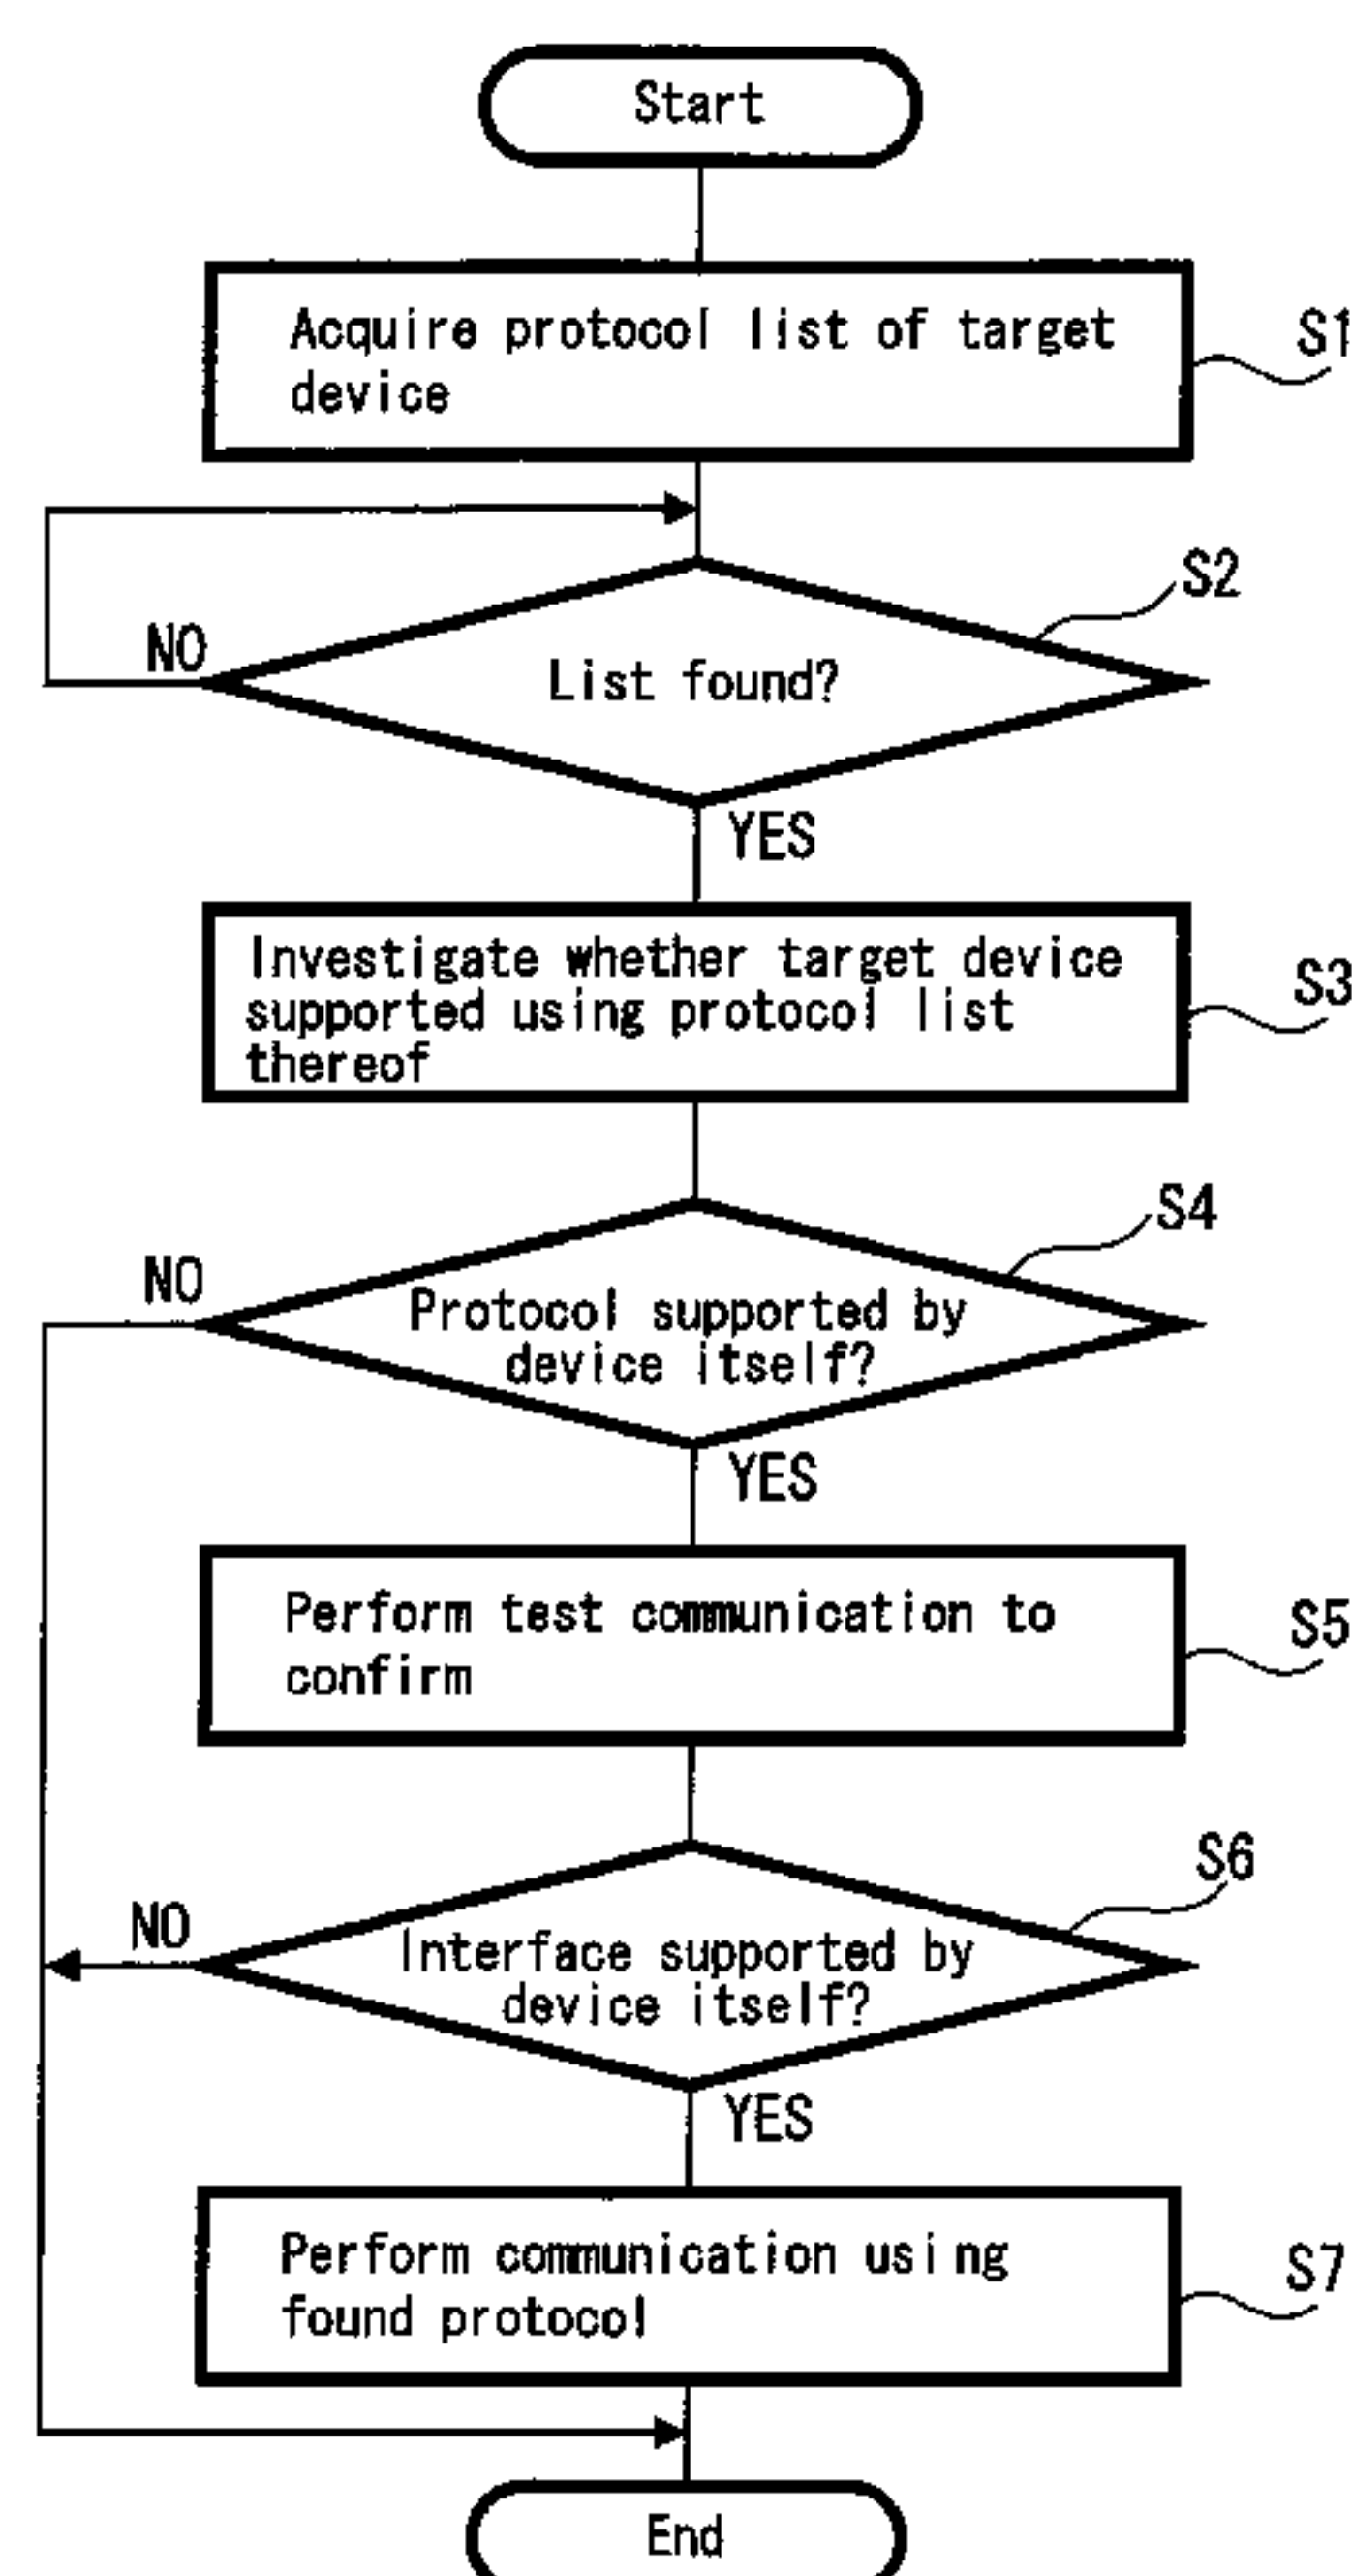 Start
Acquire protocol list of target
device
S1
S2
NO
List found?
YES
Investigate whether target device
supported using protocol list
thereof
S3
S4
NO
Protocol supported by
device itself?
YES
Perform test communication to
confirm
S5
S6
NO
Interface supported by
device itself?
YES
Perform communication using
found protocol
S7
End